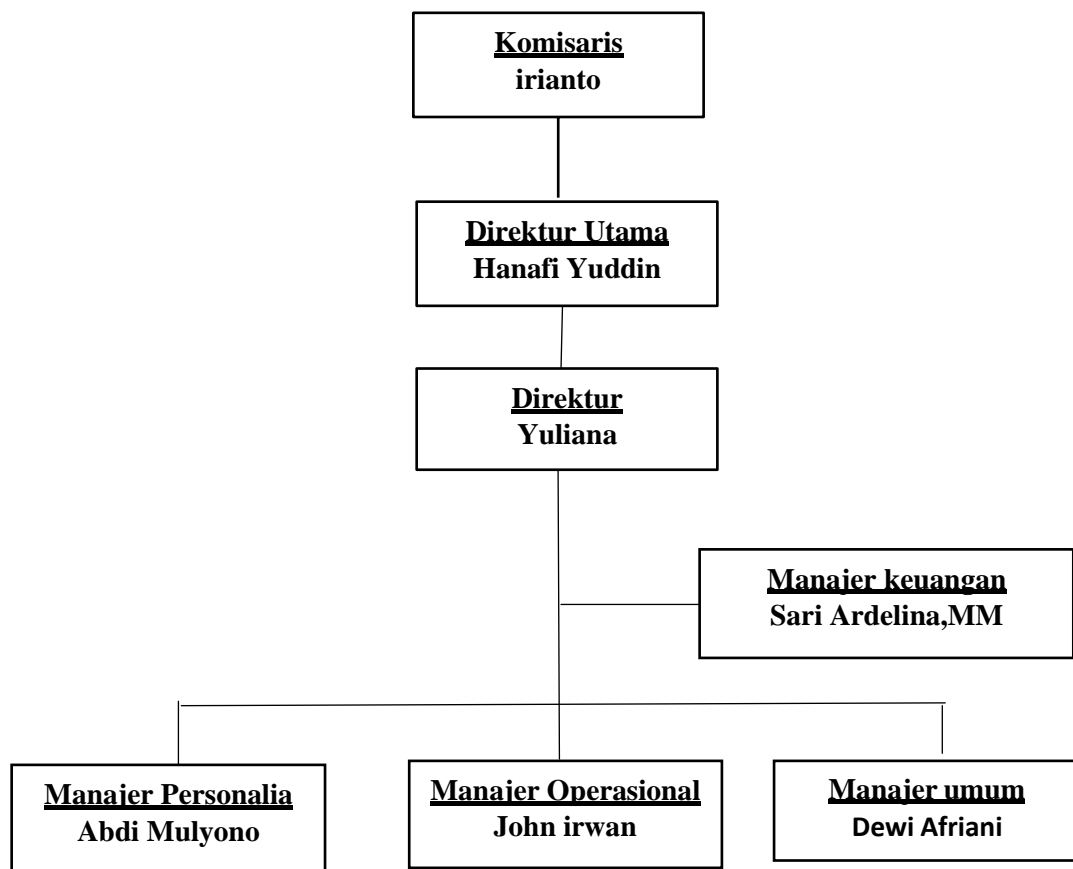 Komisaris
irianto
Direktur Utama
Hanafi Yuddin
Direktur
Yuliana
Manajer keuangan
Sari Ardelina,MM
Manajer Personalia
Abdi Mulyono
Manajer Operasional
John irwan
Manajer umum
Dewi Afriani